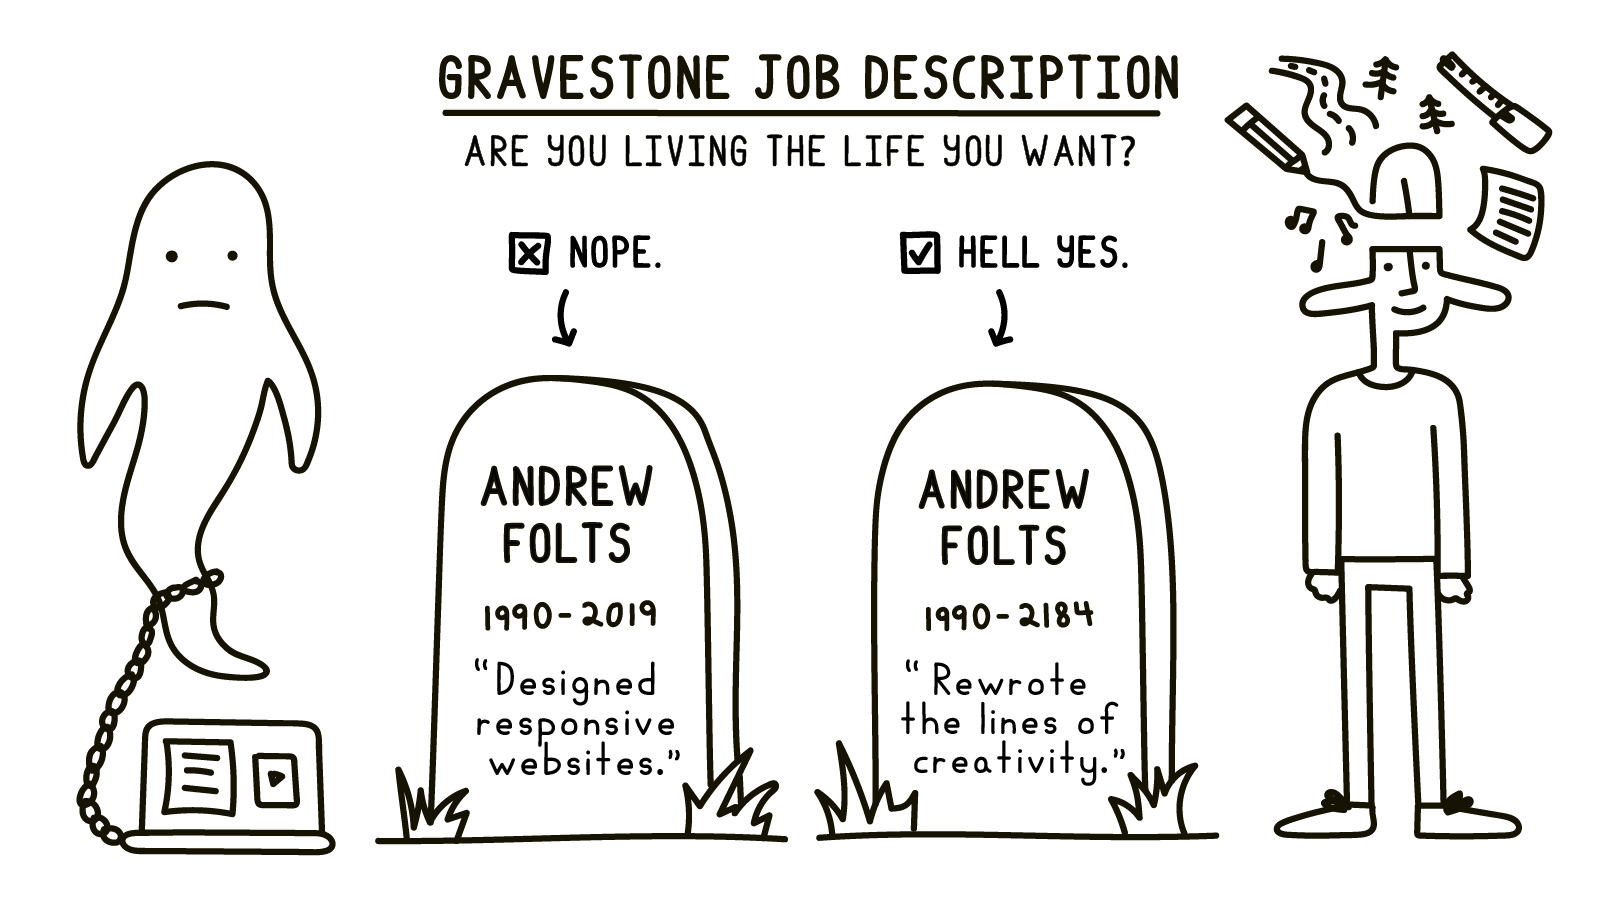 GRAVESTONE JOB DESCRIPTION
ARE YOU LIVING THE LIFE YOU WANT?
NOPE.
HELL YES.
ANDREW
FOLTS
1990-2019
"Designed
responsive
websites."
ANDREW
FOLTS
1990-2184
"Rewrote
the lines of
creativity."